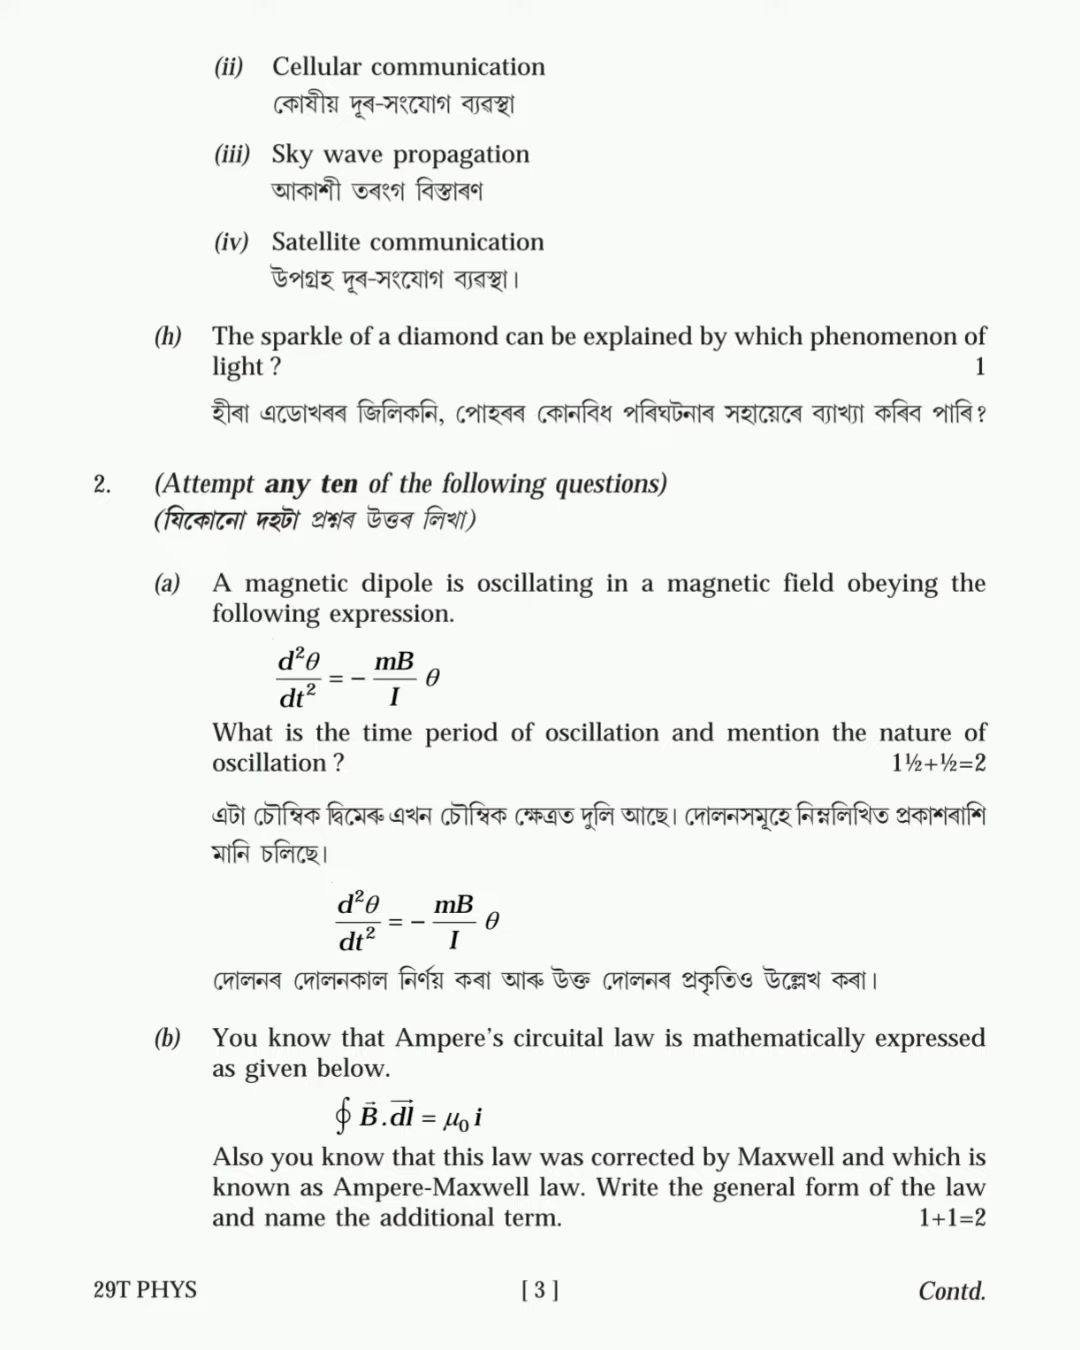 (ii) Cellular communication
কোষীয় দূৰ-সংযোগ ব্যৱস্থা
(iii) Sky wave propagation
আকাশী তৰংগ বিস্তাৰণ
(iv) Satellite communication
উপগ্ৰহ দূৰ-সংযোগ ব্যৱস্থা।
(h) The sparkle of a diamond can be explained by which phenomenon of
light ? 1
হীৰা এডোখৰৰ জিলিকনি, পোহৰৰ কোনবিধ পৰিঘটনাৰ সহায়েৰে ব্যাখ্যা কৰিব পাৰি?
2. (Attempt any ten of the following questions)
(যিকোনো দহটা প্ৰশ্নৰ উত্তৰ লিখা)
(a) A magnetic dipole is oscillating in a magnetic field obeying the
following expression.
d²θ/dt² = − mB/I θ
What is the time period of oscillation and mention the nature of
oscillation ? 1½+½=2
এটা চৌম্বিক দ্বিমেৰু এখন চৌম্বিক ক্ষেত্ৰত দুলি আছে। দোলনসমূহে নিম্নলিখিত প্ৰকাশৰাশি
মানি চলিছে।
d²θ/dt² = − mB/I θ
দোলনৰ দোলনকাল নিৰ্ণয় কৰা আৰু উক্ত দোলনৰ প্ৰকৃতিও উল্লেখ কৰা।
(b) You know that Ampere’s circuital law is mathematically expressed
as given below.
∮ B⃗ . d⃗l = μ₀ i
Also you know that this law was corrected by Maxwell and which is
known as Ampere-Maxwell law. Write the general form of the law
and name the additional term. 1+1=2
29T PHYS [ 3 ] Contd.